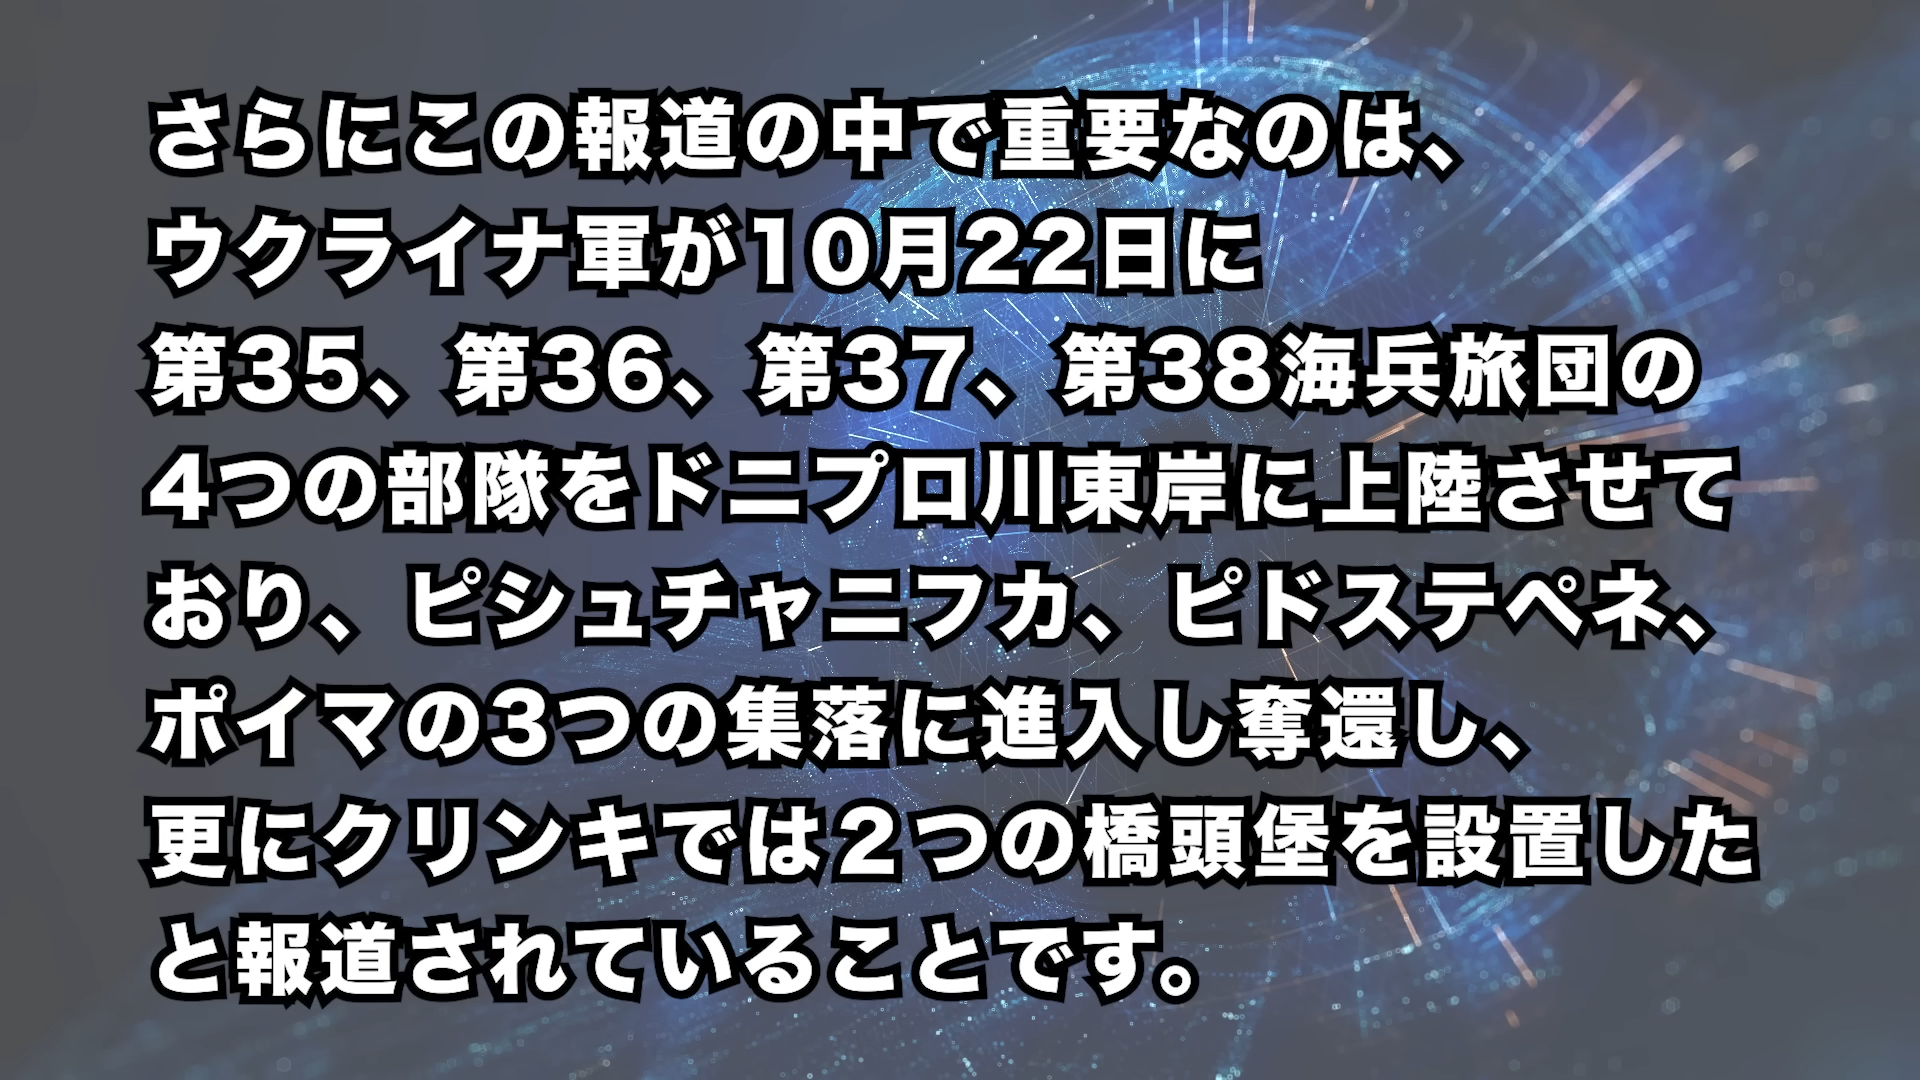 さらにこの報道の中で重要なのは、
ウクライナ軍が10月22日に
第35、第36、第37、第38海兵旅団の
4つの部隊をドニプロ川東岸に上陸させて
おり、ピシュチャニフカ、ピドステペネ、
ポイマの3つの集落に進入し奪還し、
更にクリンキでは２つの橋頭堡を設置した
と報道されていることです。